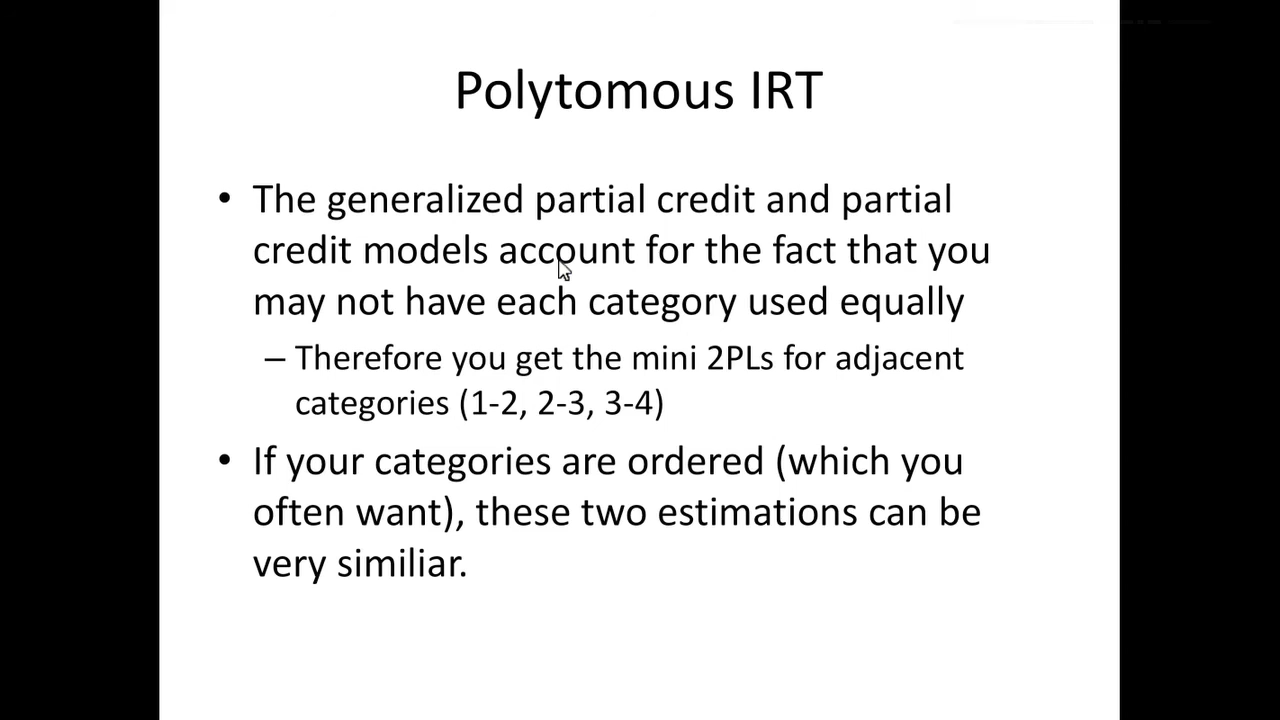 Polytomous IRT
• The generalized partial credit and partial
credit models account for the fact that you
may not have each category used equally
– Therefore you get the mini 2PLs for adjacent
categories (1-2, 2-3, 3-4)
• If your categories are ordered (which you
often want), these two estimations can be
very similiar.